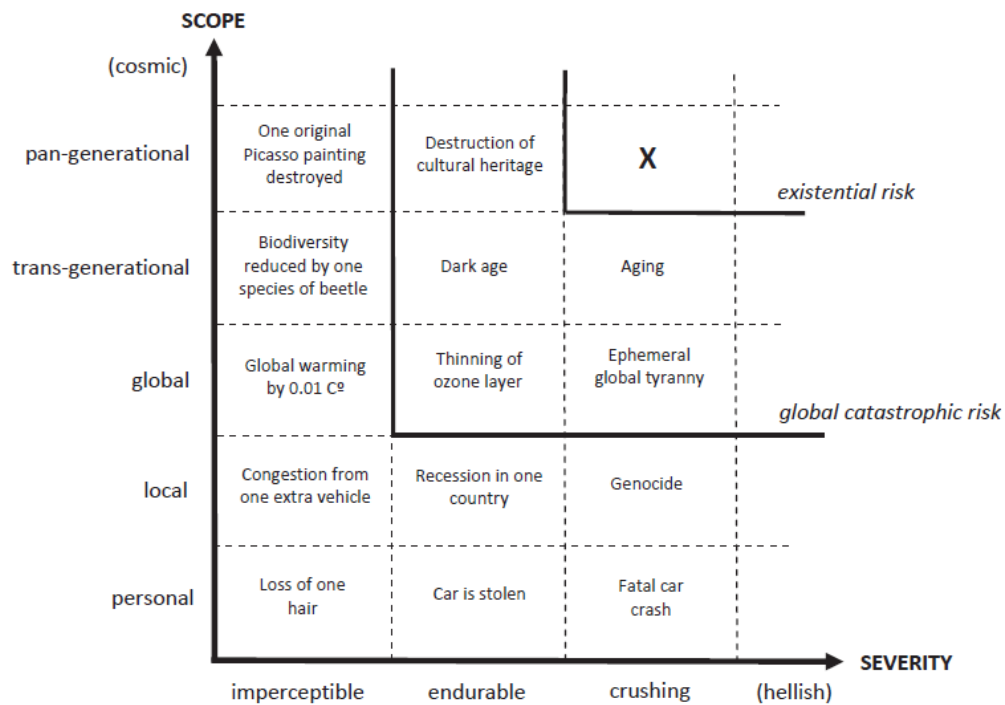 SCOPE
(cosmic)
pan-generational
One original
Picasso painting
destroyed
Destruction of
cultural heritage
X
existential risk
trans-generational
Biodiversity
reduced by one
species of beetle
Dark age
Aging
global
Global warming
by 0.01 Cº
Thinning of
ozone layer
Ephemeral
global tyranny
global catastrophic risk
local
Congestion from
one extra vehicle
Recession in one
country
Genocide
personal
Loss of one
hair
Car is stolen
Fatal car
crash
SEVERITY
imperceptible
endurable
crushing
(hellish)